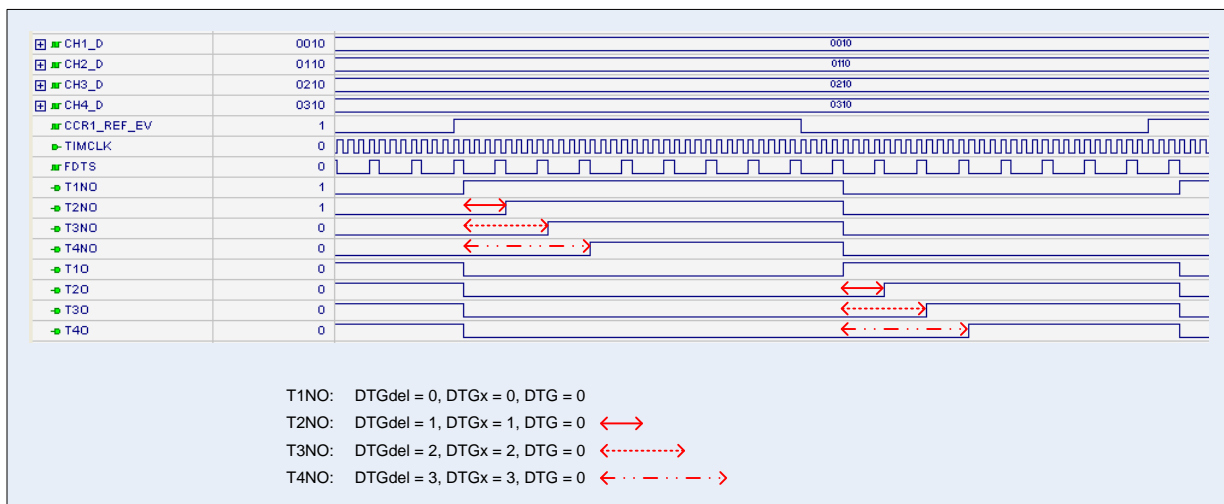 CH1_D 0010 0010
CH2_D 0110 0110
CH3_D 0210 0210
CH4_D 0310 0310
CCR1_REF_EV 1
TIMCLK 0
FDTS 0
T1NO 1
T2NO 1
T3NO 0
T4NO 0
T1O 0
T2O 0
T3O 0
T4O 0
T1NO: DTGdel = 0, DTGx = 0, DTG = 0
T2NO: DTGdel = 1, DTGx = 1, DTG = 0
T3NO: DTGdel = 2, DTGx = 2, DTG = 0
T4NO: DTGdel = 3, DTGx = 3, DTG = 0